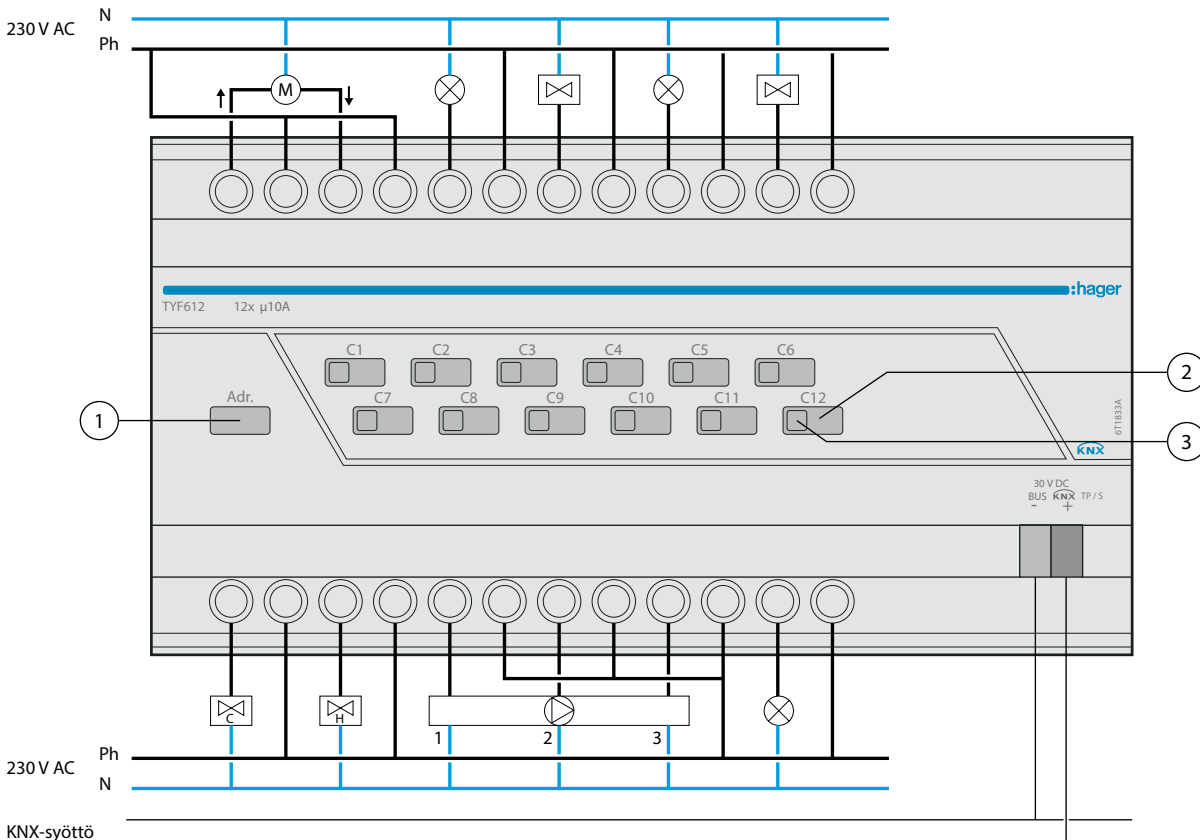 N
230 V AC
Ph
M
:hager
TYF612 12x µ10A
C1 C2 C3 C4 C5 C6
Adr. C7 C8 C9 C10 C11 C12
1
2
3
6T1833A
KNX
30 V DC
BUS KNX TP / S
- +
C H
1 2 3
Ph
230 V AC
N
KNX-syöttö